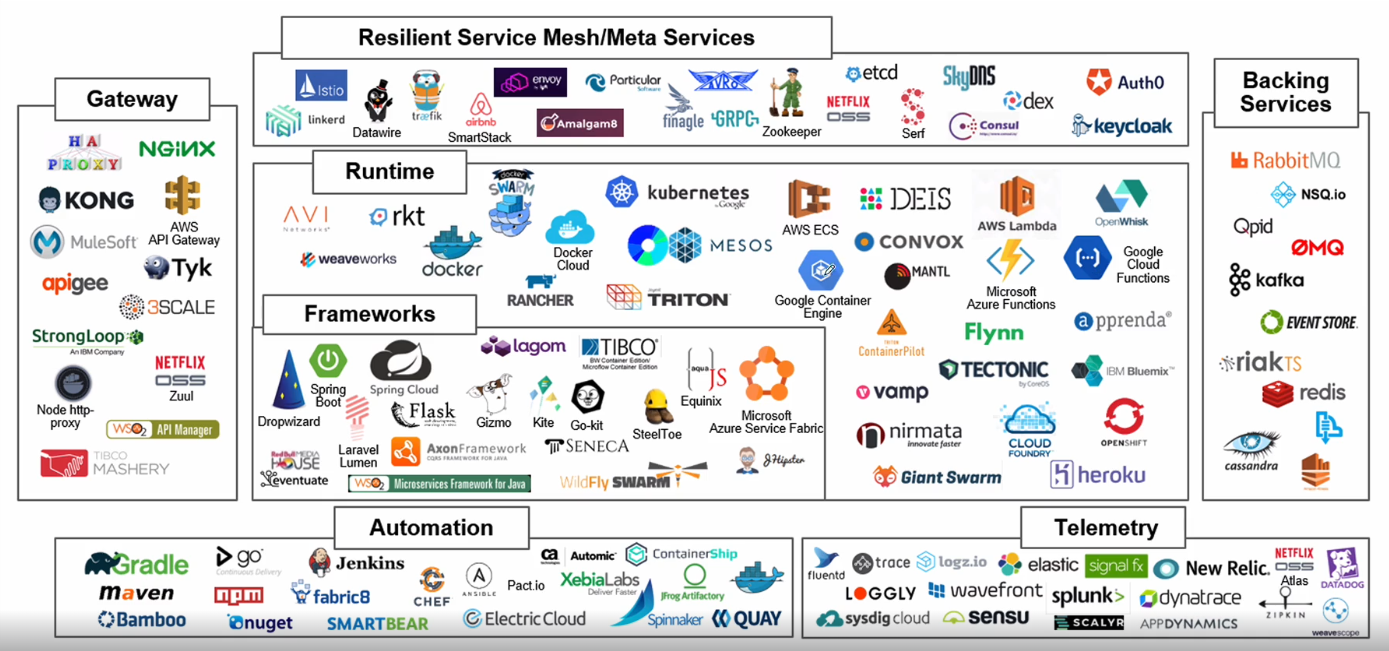 Resilient Service Mesh/Meta Services
Istio
linkerd
Datawire
træfik
airbnb
SmartStack
envoy
Amalgam8
Particular
Software
finagle
AVRO
GRPC
Zookeeper
etcd
NETFLIX
OSS
Serf
SkyDNS
dex
Consul
Auth0
keycloak
Gateway
HA
PROXY
NGiNX
KONG
AWS
API Gateway
MuleSoft
apigee
Tyk
3SCALE
StrongLoop
An IBM Company
NETFLIX
OSS
Zuul
Node http-
proxy
WSO2 API Manager
TIBCO
MASHERY
Runtime
AVI
Networks
rkt
weaveworks
docker
docker
SWARM
Docker
Cloud
RANCHER
kubernetes
by Google
MESOS
TRITON
AWS ECS
Google Container
Engine
DEIS
CONVOX
MANTL
TRITON
ContainerPilot
AWS Lambda
Microsoft
Azure Functions
OpenWhisk
Google
Cloud
Functions
Flynn
apprenda
TECTONIC
by CoreOS
IBM Bluemix™
vamp
nirmata
innovate faster
CLOUD
FOUNDRY
OPENSHIFT
Giant Swarm
heroku
Frameworks
Dropwizard
Spring
Boot
Spring Cloud
lagom
TIBCO
BW Container Edition/
Microflow Container Edition
aqua
JS
Equinix
Microsoft
Azure Service Fabric
Laravel
Lumen
Flask
Gizmo
Kite
Go-kit
SteelToe
Red Bull MEDIA
HOUSE
AxonFramework
CQRS FRAMEWORK FOR JAVA
SENECA
JHipster
eventuate
WSO2 Microservices Framework for Java
WildFly SWARM
Backing
Services
RabbitMQ
NSQ.io
Qpid
ØMQ
kafka
EVENT STORE
riakTS
redis
cassandra
Automation
Gradle
go
Continuous Delivery
Jenkins
ca
technologies
Automic
ContainerShip
maven
npm
fabric8
CHEF
ANSIBLE
Pact.io
XebiaLabs
Deliver Faster
JFrog Artifactory
Bamboo
nuget
SMARTBEAR
Electric Cloud
Spinnaker
QUAY
Telemetry
fluentd
trace
logz.io
elastic
signal fx
New Relic.
NETFLIX
OSS
Atlas
DATADOG
LOGGLY
wavefront
splunk>
dynatrace
ZIPKIN
sysdig cloud
sensu
SCALYR
APPDYNAMICS
weavescope